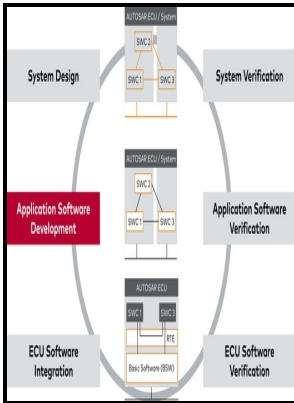 AUTOSAR ECU / System
SWC 2
SWC 1
SWC 3
System Design
System Verification
AUTOSAR ECU / System
SWC 2
SWC 1
SWC 3
Application Software
Development
Application Software
Verification
AUTOSAR ECU
SWC 1
SWC 3
RTE
Basic Software (BSW)
ECU Software
Integration
ECU Software
Verification